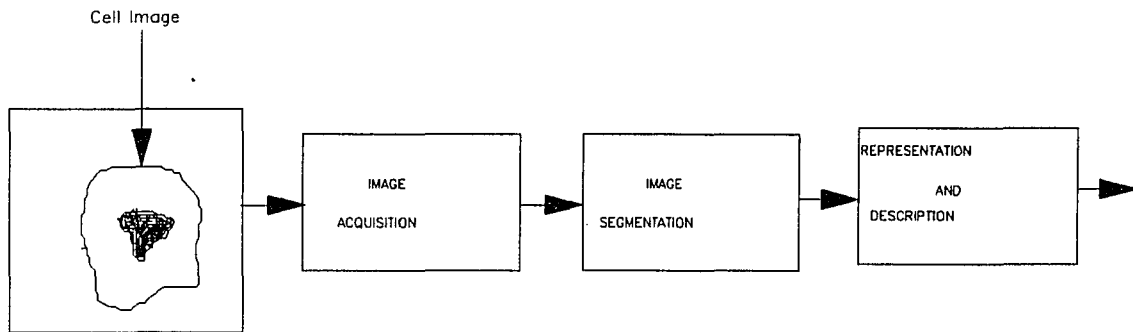 Cell Image
IMAGE
ACQUISITION
IMAGE
SEGMENTATION
REPRESENTATION
AND
DESCRIPTION